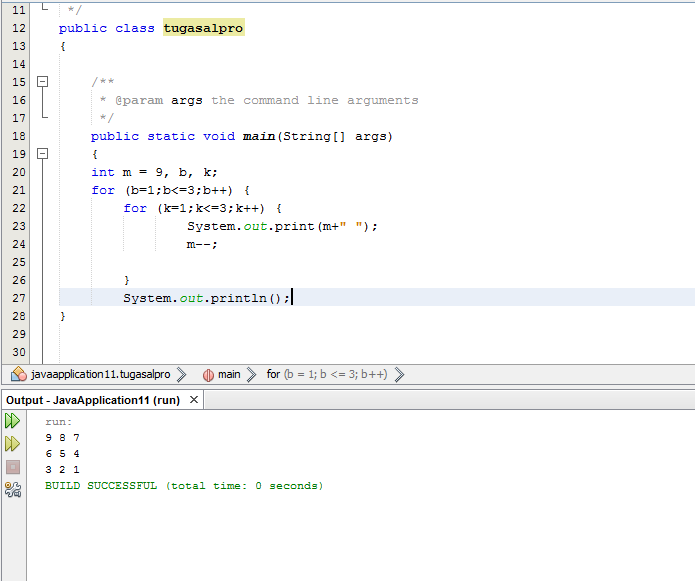 11 */
12 public class tugasalpro
13 {
14
15 /**
16 * @param args the command line arguments
17 */
18 public static void main(String[] args)
19 {
20 int m = 9, b, k;
21 for (b=1;b<=3;b++) {
22 for (k=1;k<=3;k++) {
23 System.out.print(m+" ");
24 m--;
25
26 }
27 System.out.println();
28 }
29
30
javaapplication11.tugasalpro main for (b = 1; b <= 3; b++)
Output - JavaApplication11 (run) ×
run:
9 8 7
6 5 4
3 2 1
BUILD SUCCESSFUL (total time: 0 seconds)